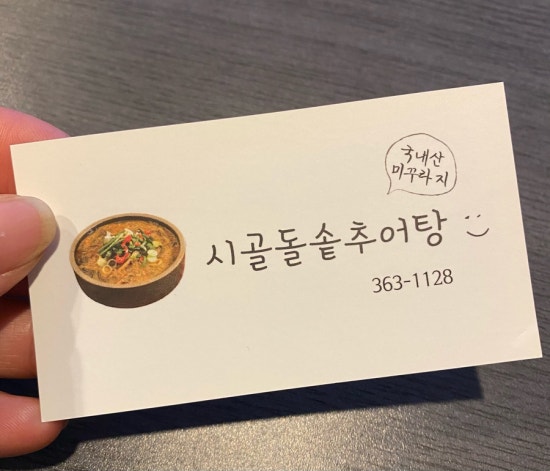 국내산
미꾸라지
시골돌솥추어탕
363-1128